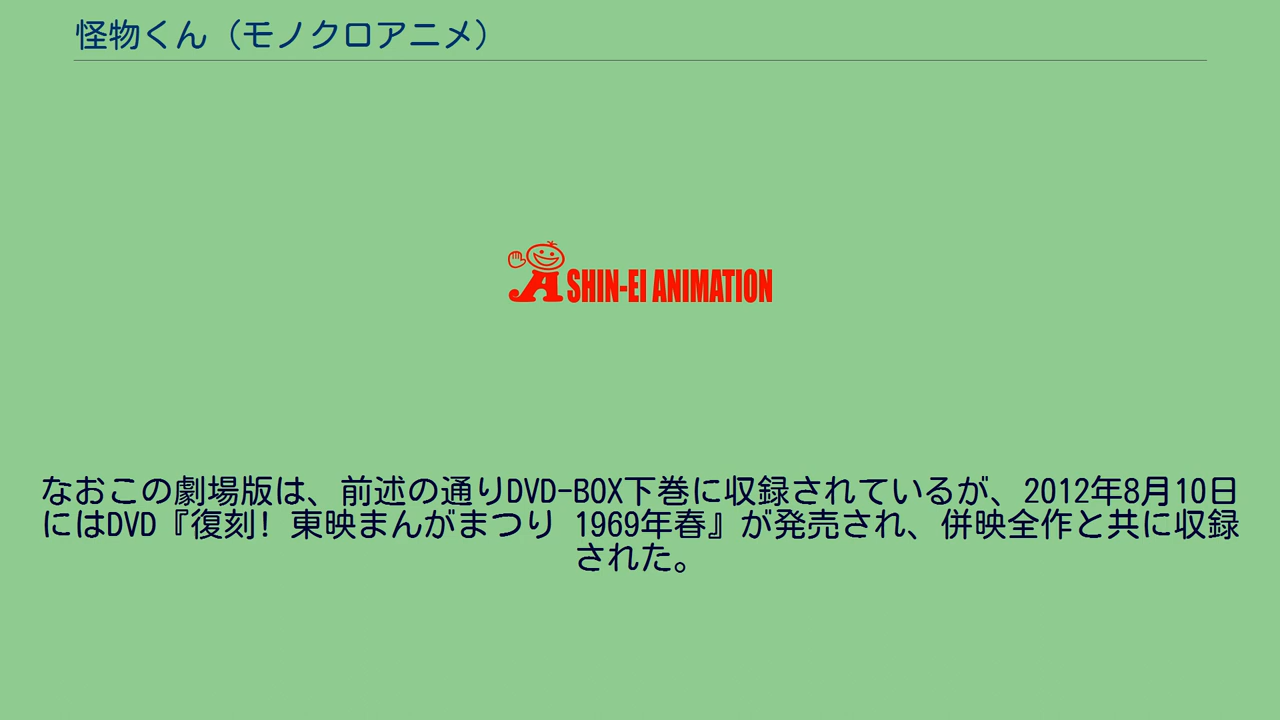 怪物くん（モノクロアニメ）
SHIN-EI ANIMATION
なおこの劇場版は、前述の通りDVD-BOX下巻に収録されているが、2012年8月10日
にはDVD『復刻! 東映まんがまつり 1969年春』が発売され、併映全作と共に収録
された。